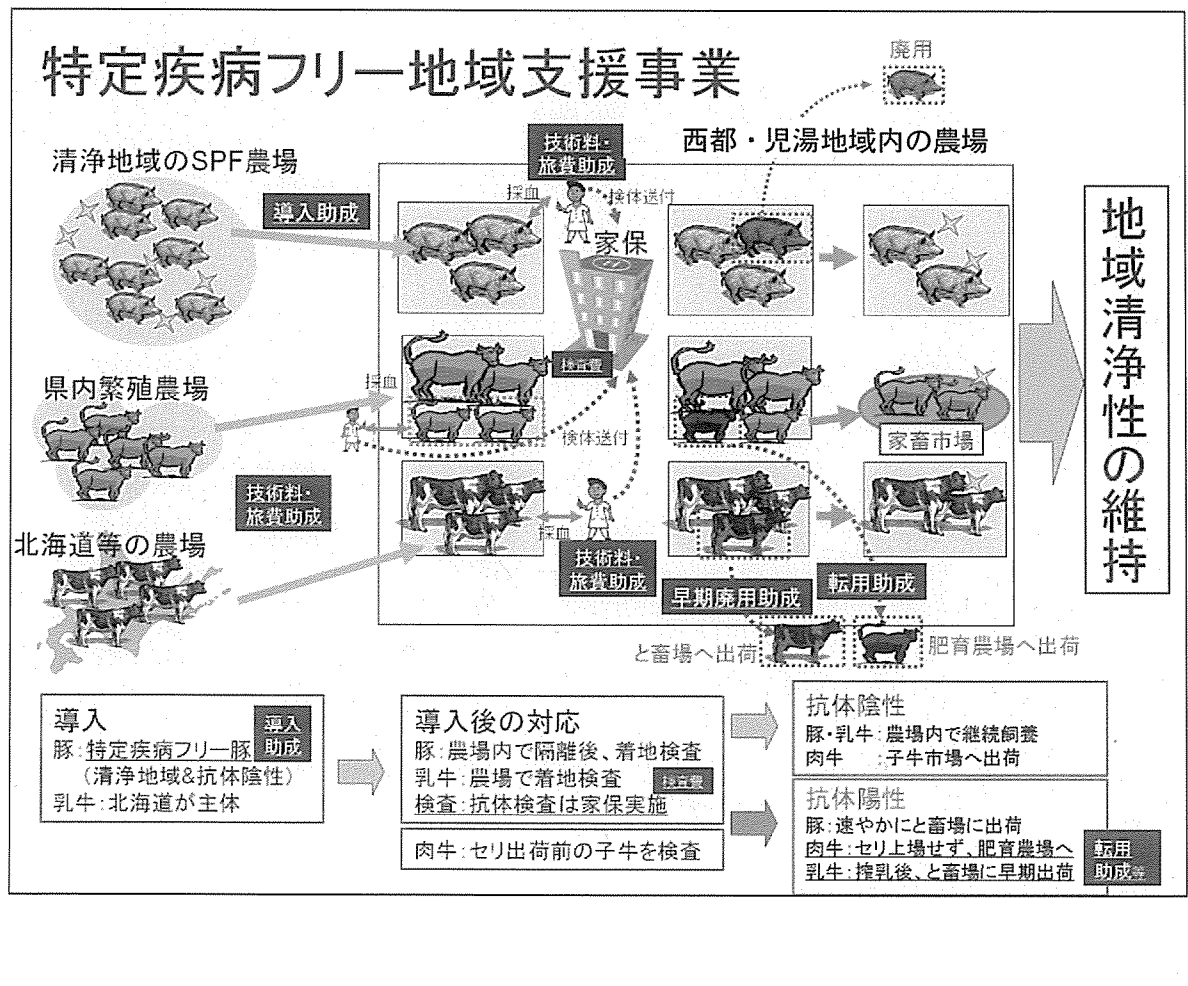 特定疾病フリー地域支援事業
廃用
西都・児湯地域内の農場
清浄地域のSPF農場
導入助成
技術料・
旅費助成
採血
検体送付
家保
地域清浄性の維持
県内繁殖農場
採血
検査費
検体送付
家畜市場
技術料・
旅費助成
北海道等の農場
採血
技術料・
旅費助成
早期廃用助成
転用助成
と畜場へ出荷
肥育農場へ出荷
導入
導入
助成
豚:特定疾病フリー豚
(清浄地域&抗体陰性)
乳牛:北海道が主体
導入後の対応
豚:農場内で隔離後、着地検査
乳牛:農場で着地検査
検査費
検査:抗体検査は家保実施
肉牛:セリ出荷前の子牛を検査
抗体陰性
豚・乳牛:農場内で継続飼養
肉牛 :子牛市場へ出荷
抗体陽性
豚:速やかにと畜場に出荷
肉牛:セリ上場せず、肥育農場へ
乳牛:搾乳後、と畜場に早期出荷
転用
助成等